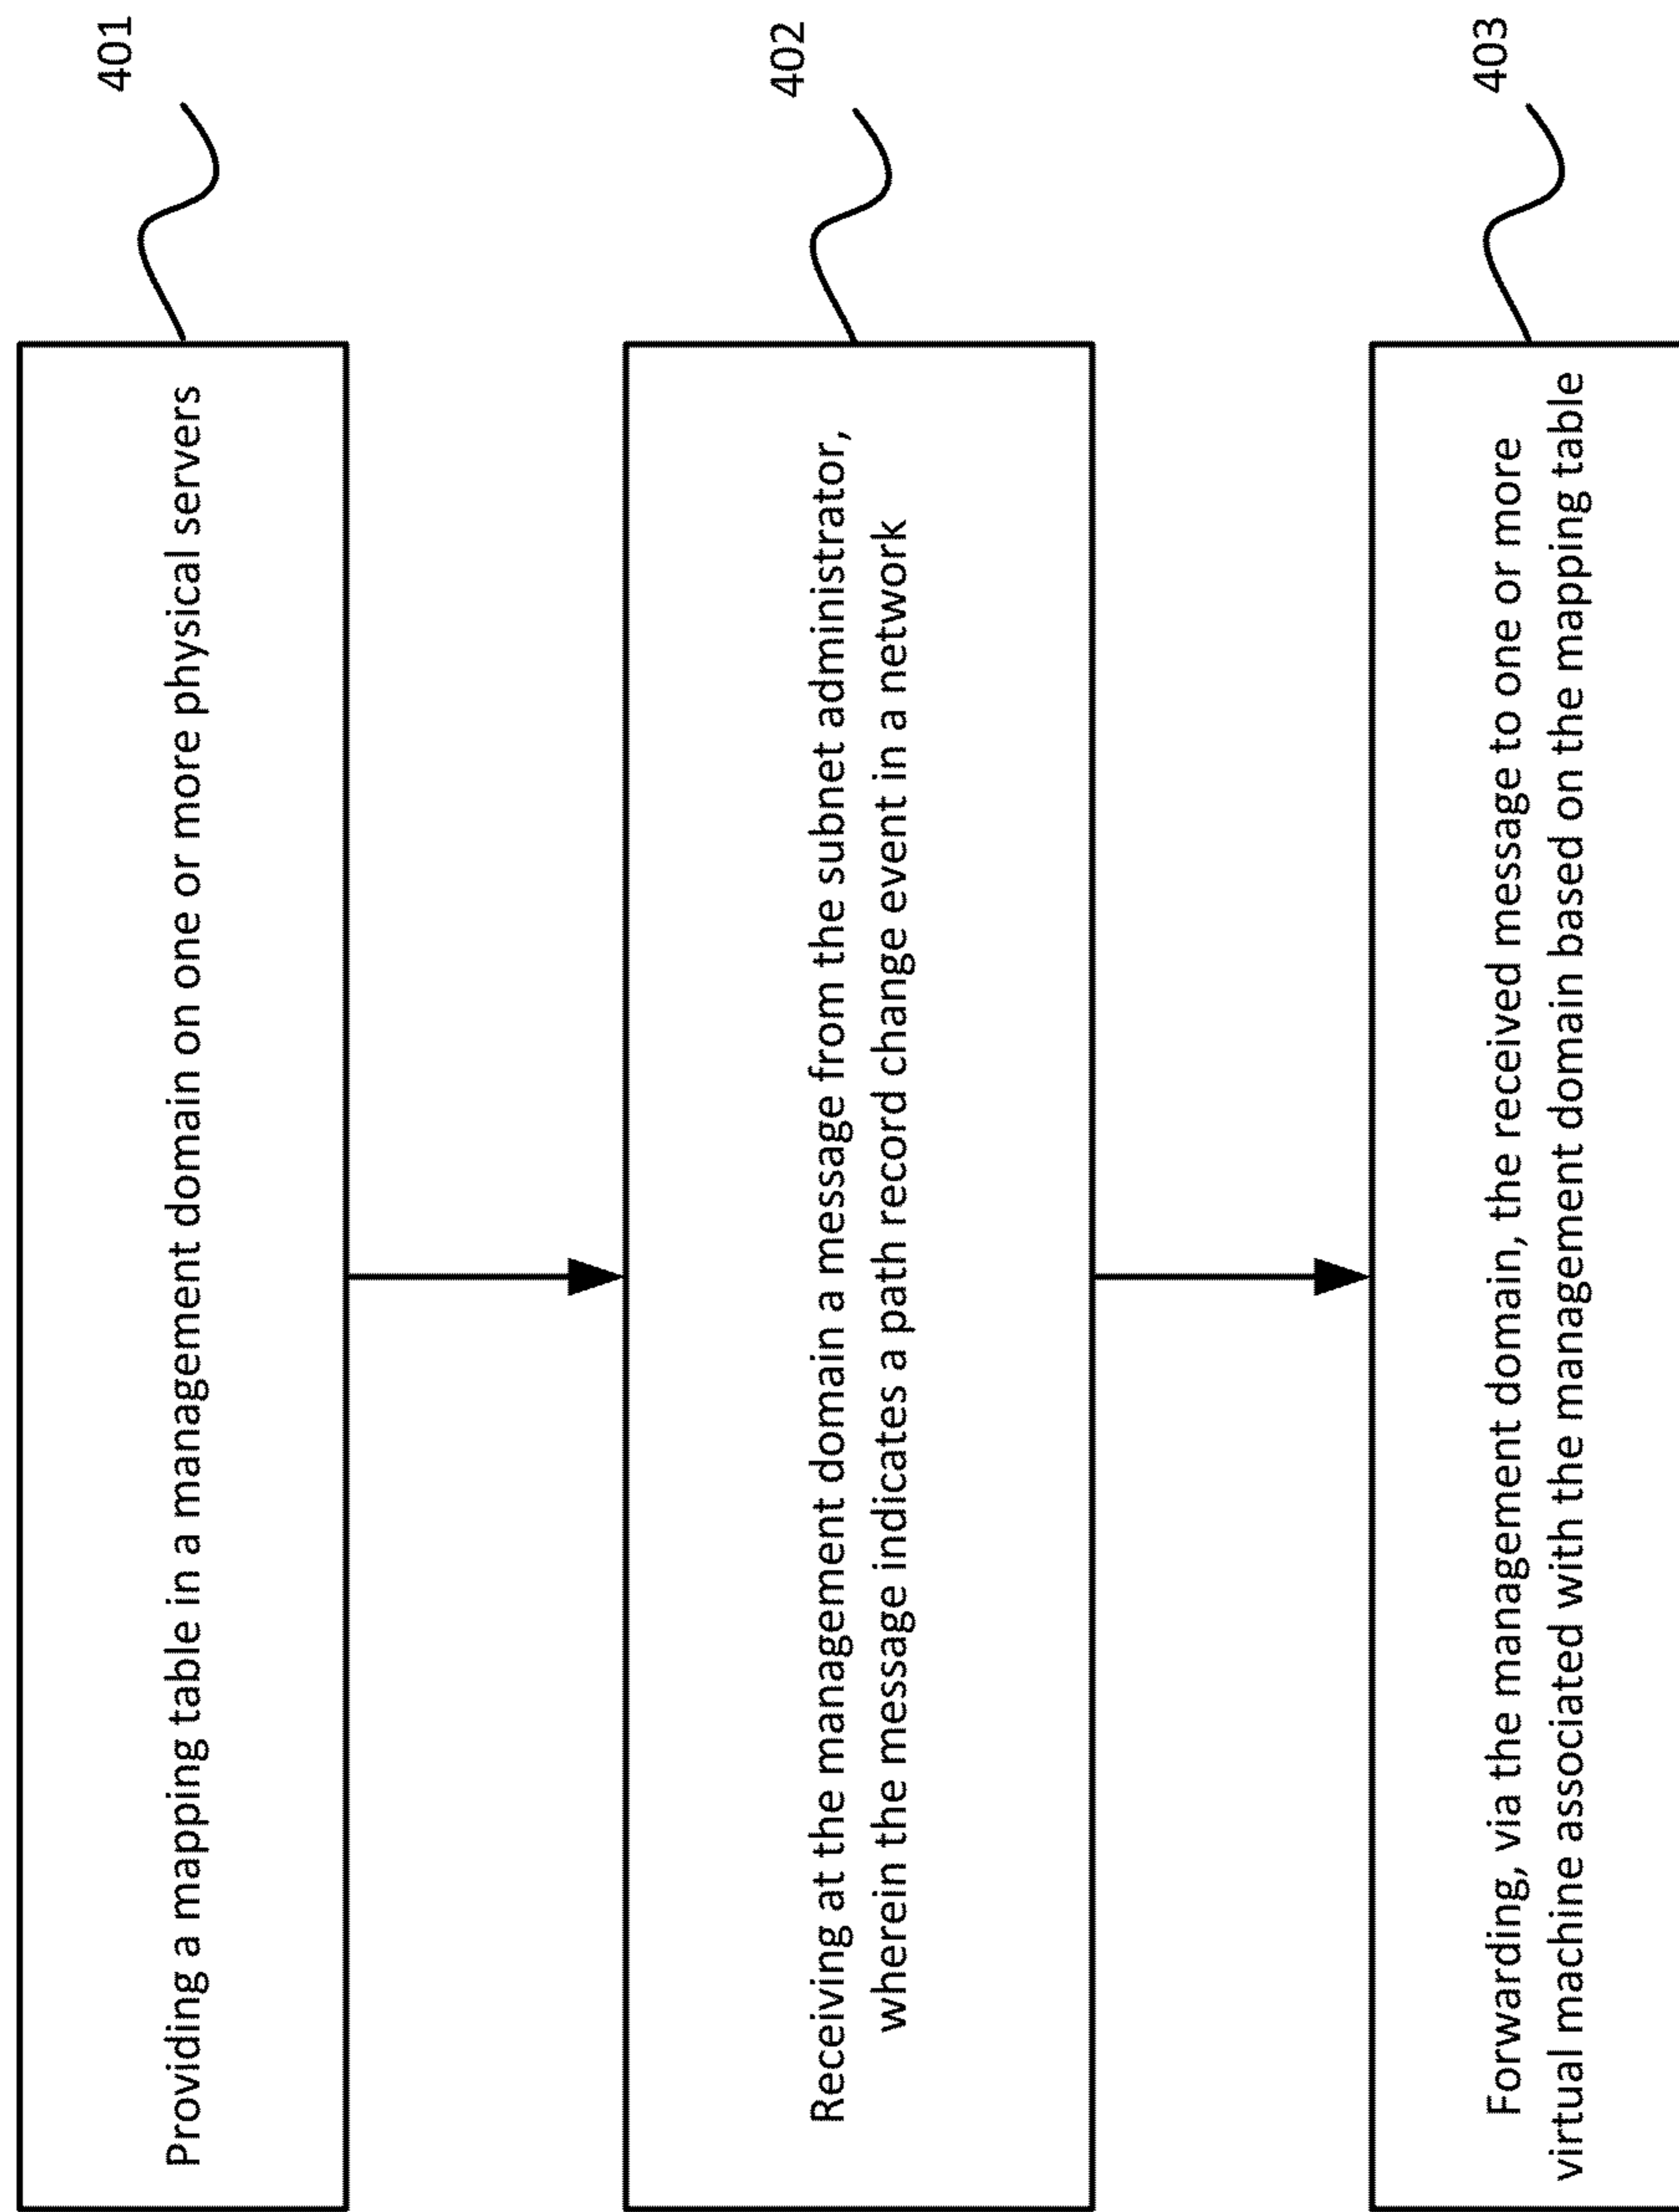 Providing a mapping table in a management domain on one or more physical servers
401
Receiving at the management domain a message from the subnet administrator,
wherein the message indicates a path record change event in a network
402
Forwarding, via the management domain, the received message to one or more
virtual machine associated with the management domain based on the mapping table
403